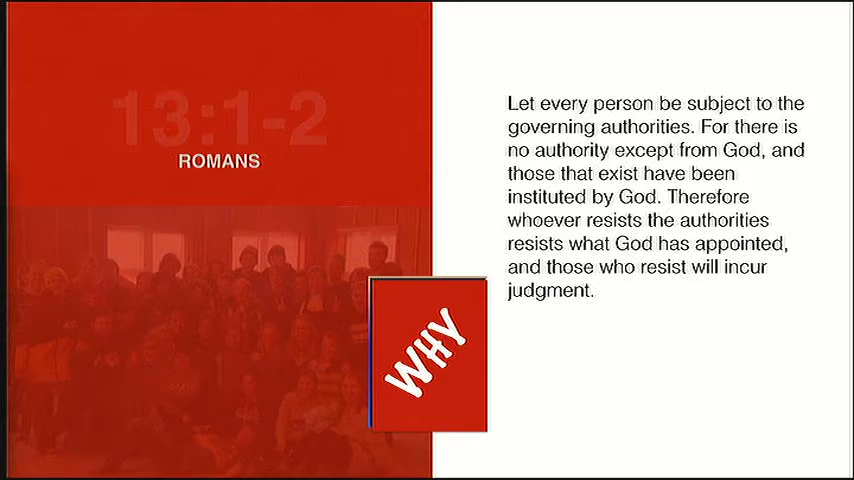 13:1-2
ROMANS
Let every person be subject to the
governing authorities. For there is
no authority except from God, and
those that exist have been
instituted by God. Therefore
whoever resists the authorities
resists what God has appointed,
and those who resist will incur
judgment.
WHY